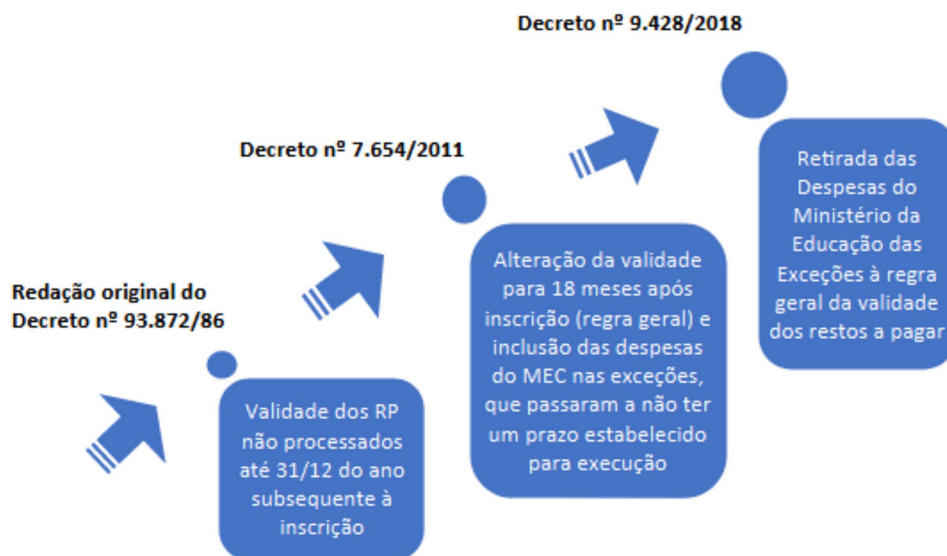 Decreto nº 9.428/2018
Retirada das
Despesas do
Ministério da
Educação das
Exceções à regra
geral da validade
dos restos a pagar
Decreto nº 7.654/2011
Alteração da validade
para 18 meses após
inscrição (regra geral) e
inclusão das despesas
do MEC nas exceções,
que passaram a não ter
um prazo estabelecido
para execução
Redação original do
Decreto nº 93.872/86
Validade dos RP
não processados
até 31/12 do ano
subsequente à
inscrição